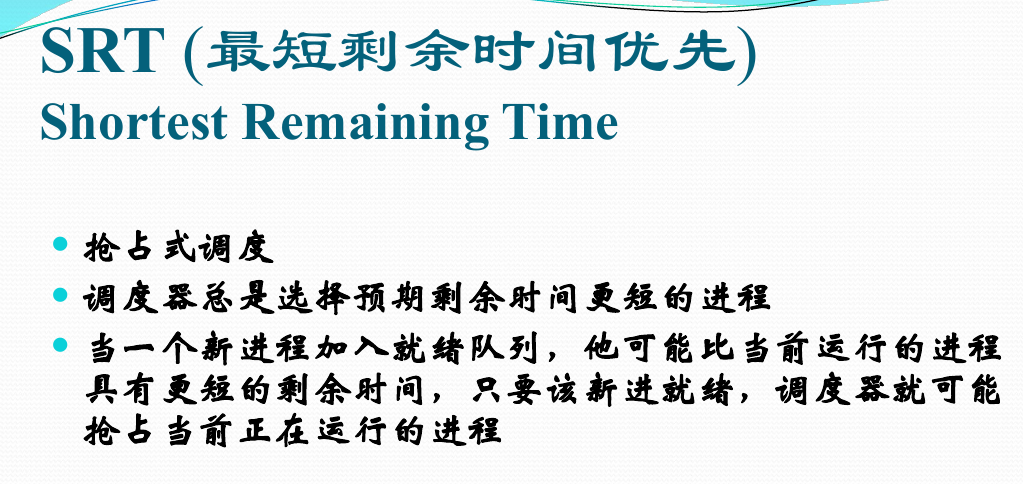 SRT (最短剩余时间优先)
Shortest Remaining Time
抢占式调度
调度器总是选择预期剩余时间更短的进程
当一个新进程加入就绪队列，他可能比当前运行的进程
具有更短的剩余时间，只要该新进就绪，调度器就可能
抢占当前正在运行的进程